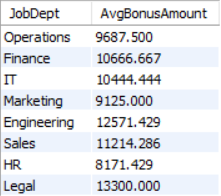 JobDept AvgBonusAmount
Operations 9687.500
Finance 10666.667
IT 10444.444
Marketing 9125.000
Engineering 12571.429
Sales 11214.286
HR 8171.429
Legal 13300.000